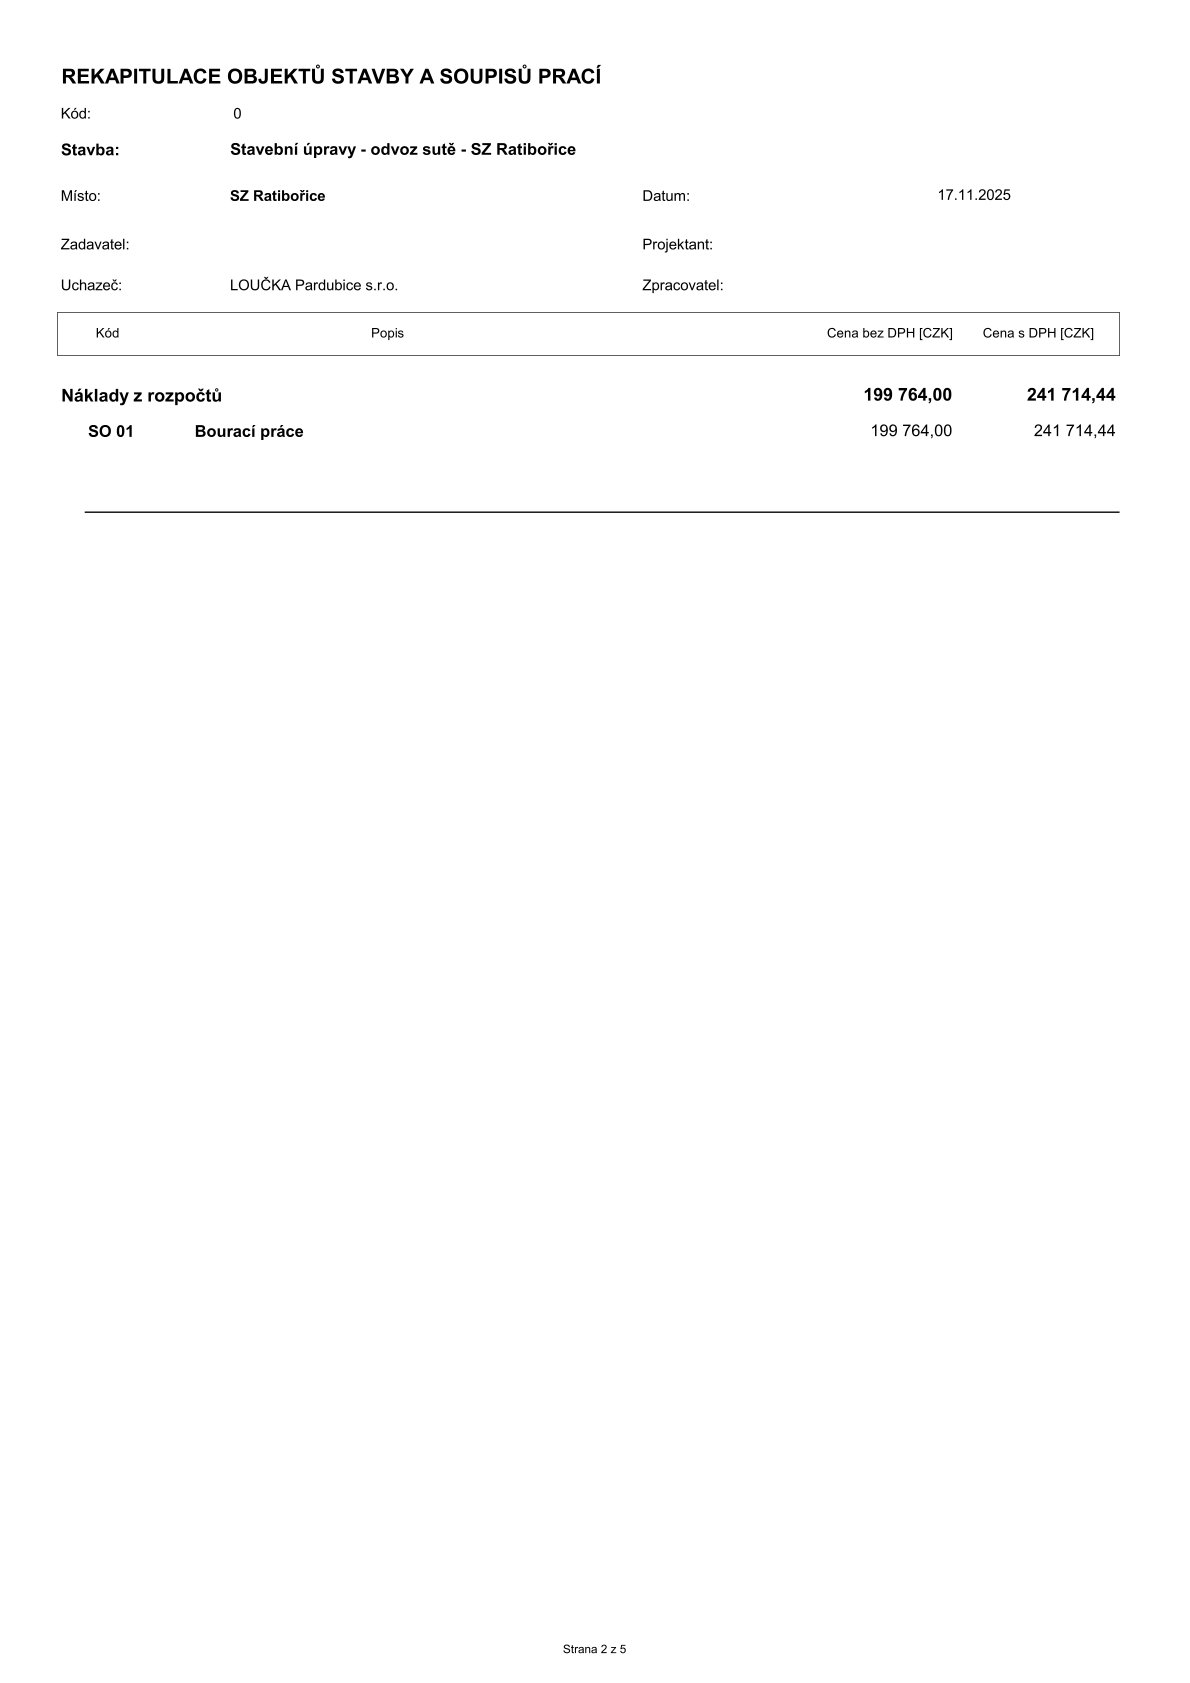 REKAPITULACE OBJEKTŮ STAVBY A SOUPISŮ PRACÍ
Kód: 0
Stavba: Stavební úpravy - odvoz sutě - SZ Ratibořice
Místo: SZ Ratibořice Datum: 17.11.2025
Zadavatel: Projektant:
Uchazeč: LOUČKA Pardubice s.r.o. Zpracovatel:
Kód Popis Cena bez DPH [CZK] Cena s DPH [CZK]
Náklady z rozpočtů 199 764,00 241 714,44
SO 01 Bourací práce 199 764,00 241 714,44
Strana 2 z 5